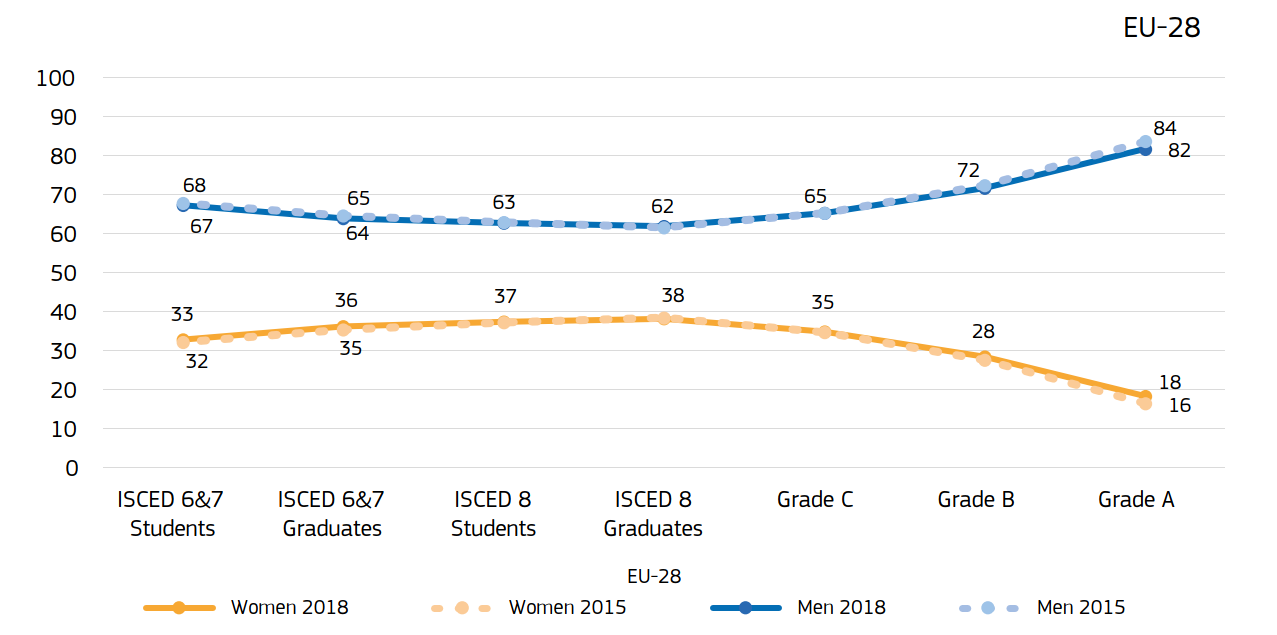 EU-28
100
90
80
70
60
50
40
30
20
10
0
68
67
65
64
63
62
65
72
84
82
33
32
36
35
37
38
35
28
18
16
ISCED 6&7 Students
ISCED 6&7 Graduates
ISCED 8 Students
ISCED 8 Graduates
Grade C
Grade B
Grade A
EU-28
Women 2018
Women 2015
Men 2018
Men 2015